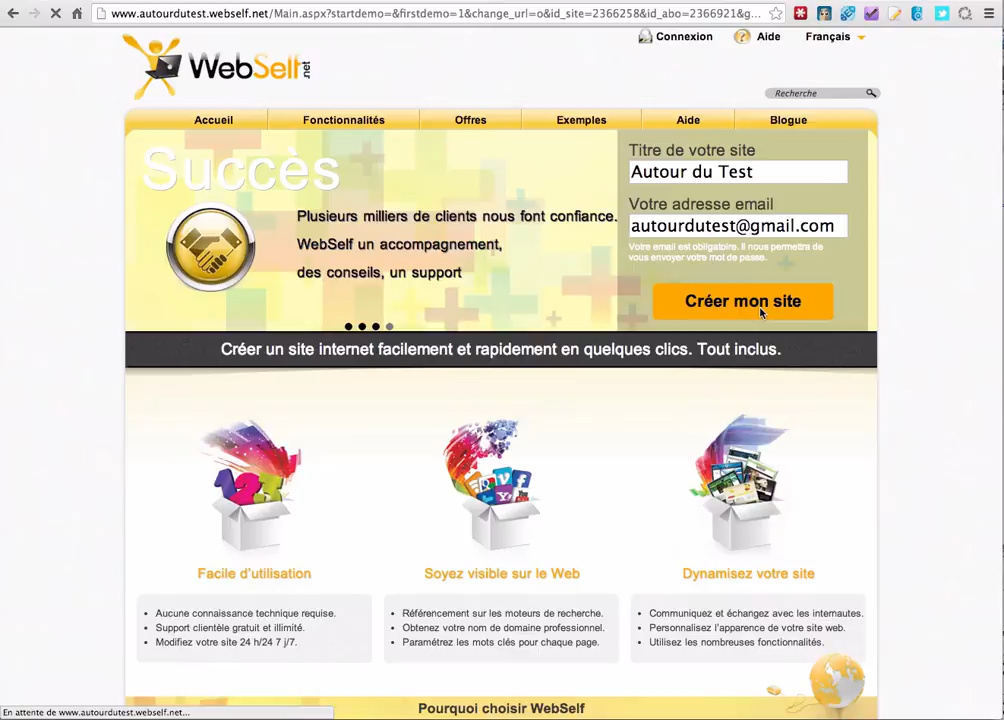 www.autourdutest.webself.net/Main.aspx?startdemo=&firstdemo=1&change_url=o&id_site=2366258&id_abo=2366921&g...
WebSelf.net
Connexion
Aide
Français
Recherche
Accueil
Fonctionnalités
Offres
Exemples
Aide
Blogue
Succès
Plusieurs milliers de clients nous font confiance.
WebSelf un accompagnement,
des conseils, un support
Titre de votre site
Autour du Test
Votre adresse email
autourdutest@gmail.com
Votre email est obligatoire. Il nous permettra de
vous envoyer votre mot de passe.
Créer mon site
Créer un site internet facilement et rapidement en quelques clics. Tout inclus.
123
Facile d'utilisation
Aucune connaissance technique requise.
Support clientèle gratuit et illimité.
Modifiez votre site 24 h/24 7 j/7.
Soyez visible sur le Web
Référencement sur les moteurs de recherche.
Obtenez votre nom de domaine professionnel.
Paramétrez les mots clés pour chaque page.
Dynamisez votre site
Communiquez et échangez avec les internautes.
Personnalisez l'apparence de votre site web.
Utilisez les nombreuses fonctionnalités.
Pourquoi choisir WebSelf
En attente de www.autourdutest.webself.net...